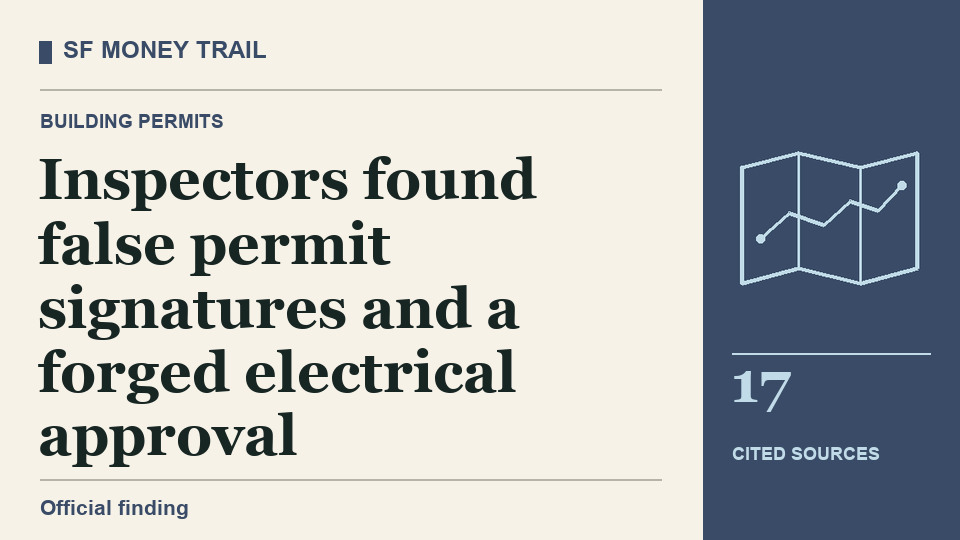 SF MONEY TRAIL
BUILDING PERMITS
Inspectors found
false permit
signatures and a
forged electrical
approval
Official finding
17
CITED SOURCES